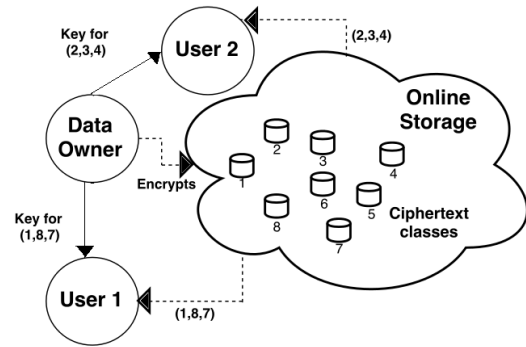 Key for
(2,3,4)
User 2
(2,3,4)
Online
Storage
Data
Owner
Encrypts
1
2
3
4
6
5
8
7
Ciphertext
classes
Key for
(1,8,7)
User 1
(1,8,7)